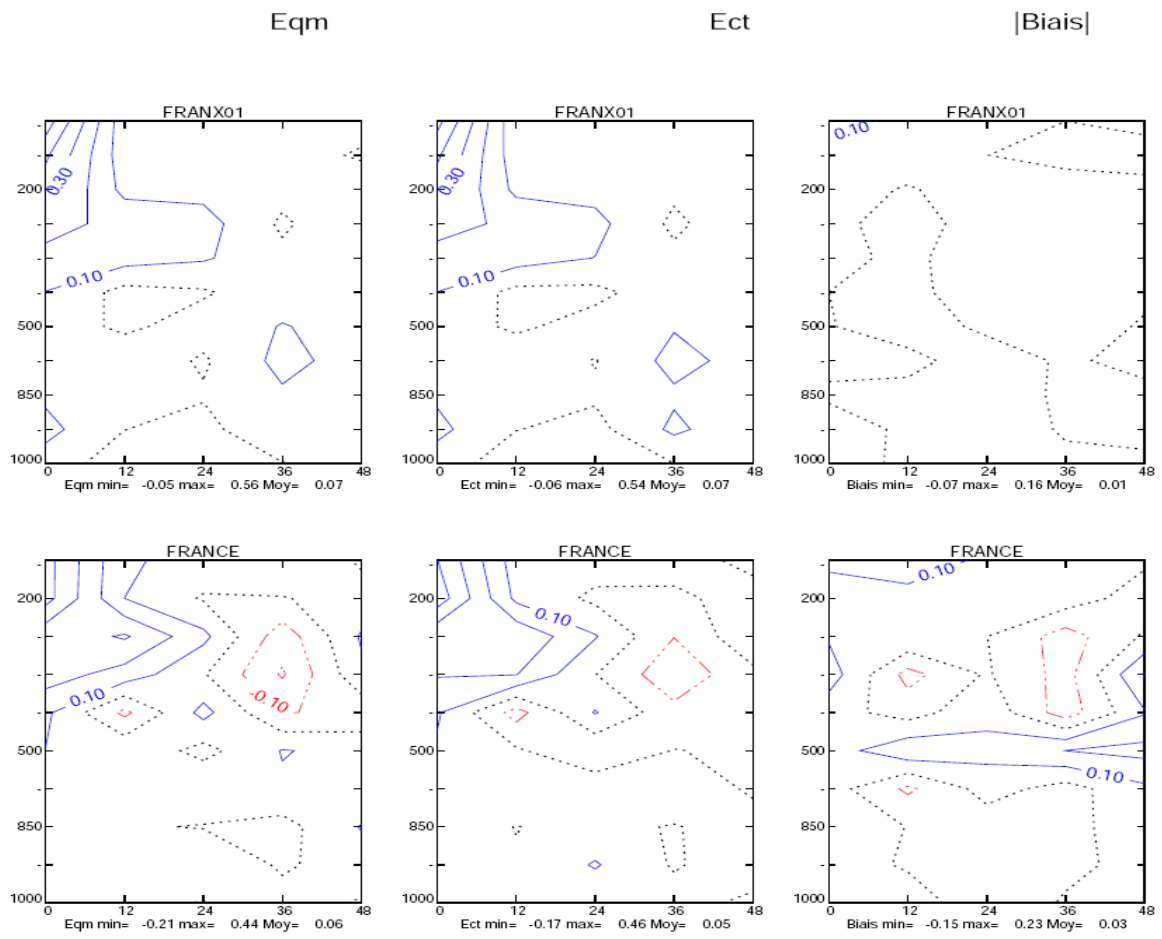 Eqm Ect |Biais|
FRANX01 FRANX01 FRANX01
0.30 0.30 0.10
200 200 200
0.10 0.10
500 500 500
850 850 850
1000 1000 1000
0 12 24 36 48 0 12 24 36 48 0 12 24 36 48
Eqm min= -0.05 max= 0.56 Moy= 0.07 Ect min= -0.06 max= 0.54 Moy= 0.07 Biais min= -0.07 max= 0.16 Moy= 0.01
FRANCE FRANCE FRANCE
0.10
200 200 200
0.10
0.10 -0.10
500 500 500
0.10
850 850 850
1000 1000 1000
0 12 24 36 48 0 12 24 36 48 0 12 24 36 48
Eqm min= -0.21 max= 0.44 Moy= 0.06 Ect min= -0.17 max= 0.46 Moy= 0.05 Biais min= -0.15 max= 0.23 Moy= 0.03